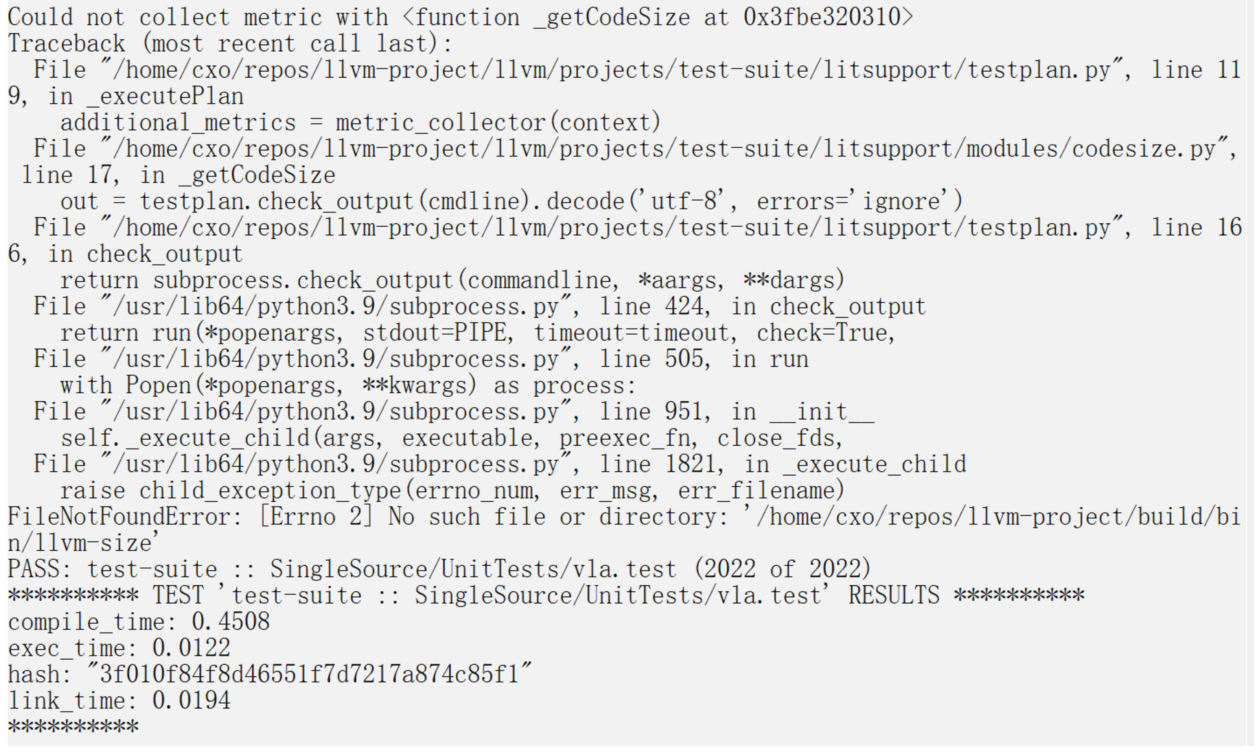 Could not collect metric with <function _getCodeSize at 0x3fbe320310>
Traceback (most recent call last):
  File "/home/cxo/repos/llvm-project/llvm/projects/test-suite/litsupport/testplan.py", line 11
9, in _executePlan
    additional_metrics = metric_collector(context)
  File "/home/cxo/repos/llvm-project/llvm/projects/test-suite/litsupport/modules/codesize.py",
 line 17, in _getCodeSize
    out = testplan.check_output(cmdline).decode('utf-8', errors='ignore')
  File "/home/cxo/repos/llvm-project/llvm/projects/test-suite/litsupport/testplan.py", line 16
6, in check_output
    return subprocess.check_output(commandline, *aargs, **dargs)
  File "/usr/lib64/python3.9/subprocess.py", line 424, in check_output
    return run(*popenargs, stdout=PIPE, timeout=timeout, check=True,
  File "/usr/lib64/python3.9/subprocess.py", line 505, in run
    with Popen(*popenargs, **kwargs) as process:
  File "/usr/lib64/python3.9/subprocess.py", line 951, in __init__
    self._execute_child(args, executable, preexec_fn, close_fds,
  File "/usr/lib64/python3.9/subprocess.py", line 1821, in _execute_child
    raise child_exception_type(errno_num, err_msg, err_filename)
FileNotFoundError: [Errno 2] No such file or directory: '/home/cxo/repos/llvm-project/build/bi
n/llvm-size'
PASS: test-suite :: SingleSource/UnitTests/vla.test (2022 of 2022)
********** TEST 'test-suite :: SingleSource/UnitTests/vla.test' RESULTS **********
compile_time: 0.4508
exec_time: 0.0122
hash: "3f010f84f8d46551f7d7217a874c85f1"
link_time: 0.0194
**********